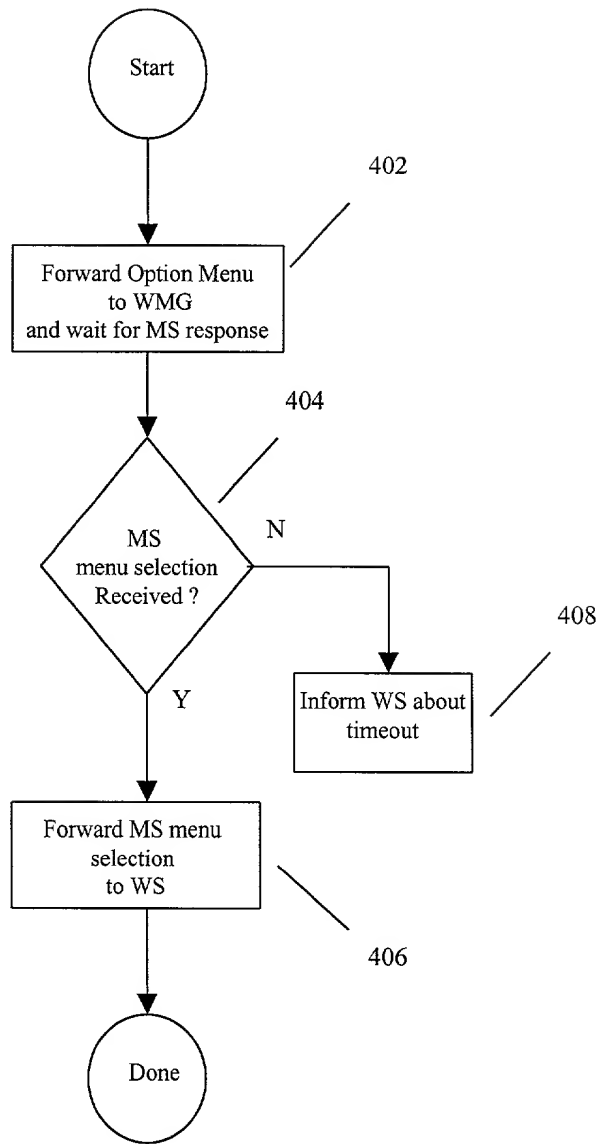 Start
402
Forward Option Menu
to WMG
and wait for MS response
404
MS
menu selection
Received ?
N
408
Inform WS about
timeout
Y
Forward MS menu
selection
to WS
406
Done